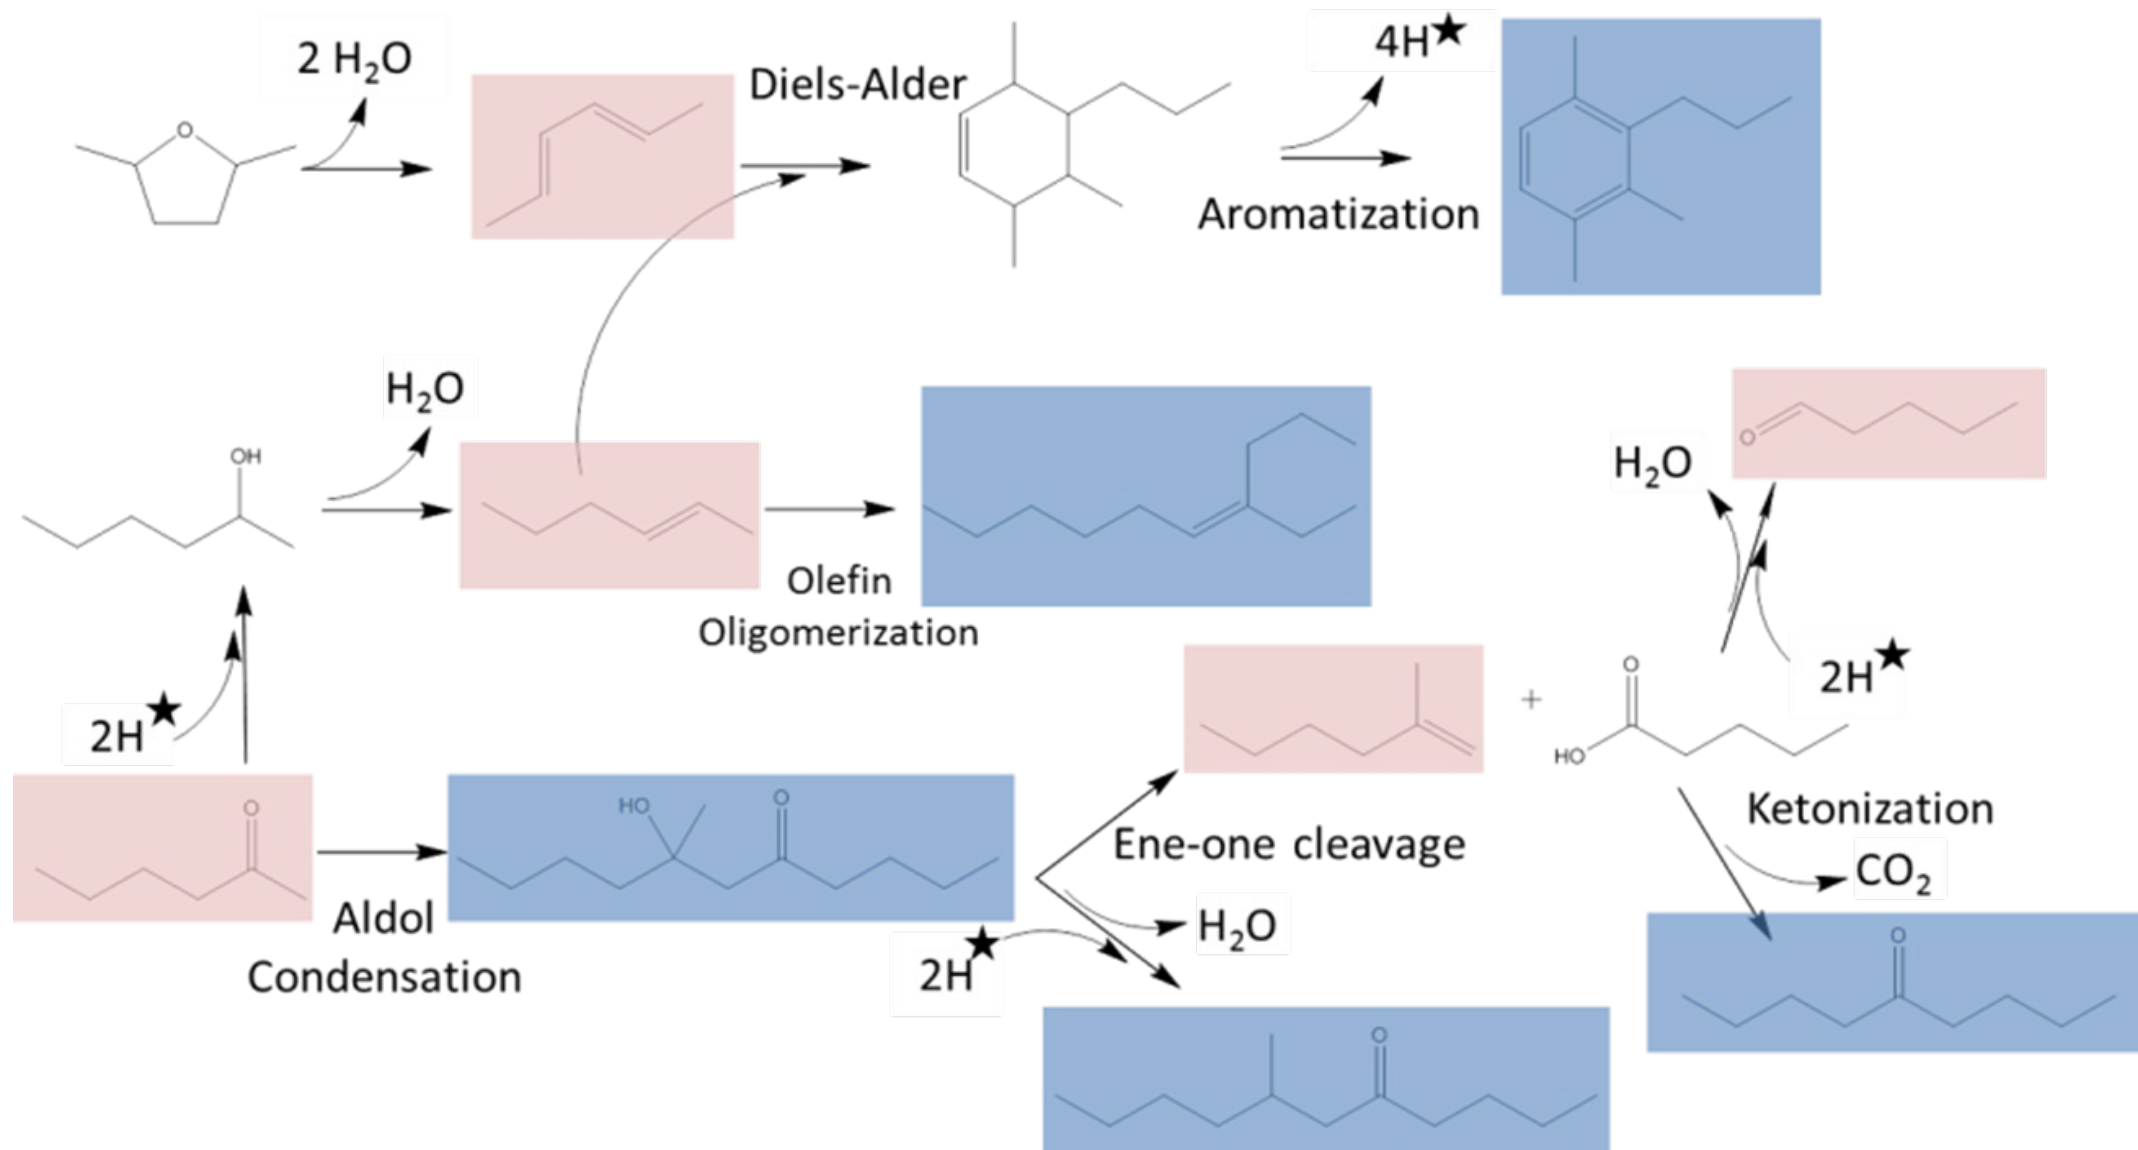 2 H₂O
Diels-Alder
4H★
O
Aromatization
H₂O
OH
O
H₂O
Olefin
Oligomerization
O
2H★
HO
2H★
O
HO
O
Ene-one cleavage
Ketonization
CO₂
Aldol
Condensation
2H★
H₂O
O
O
+